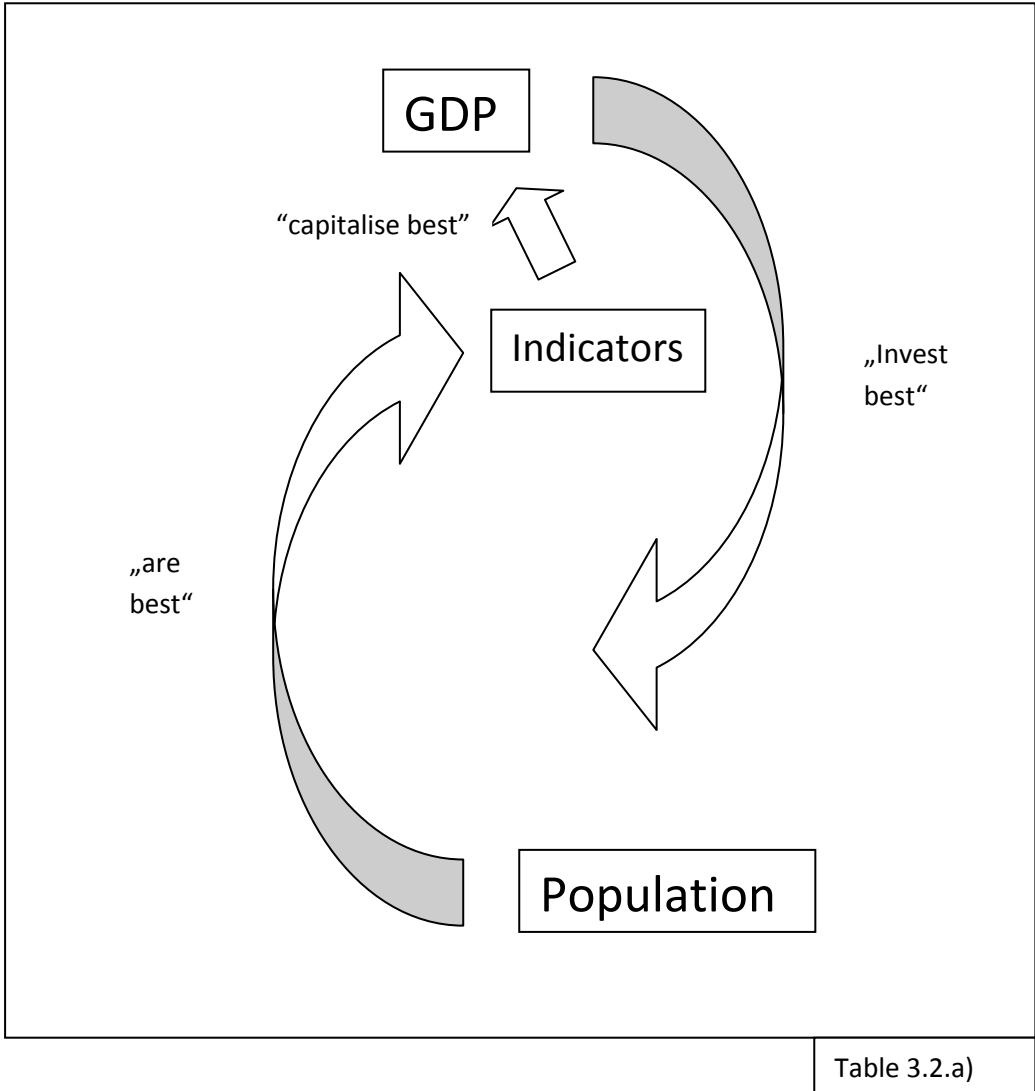 GDP
“capitalise best”
Indicators
„Invest
best“
„are
best“
Population
Table 3.2.a)